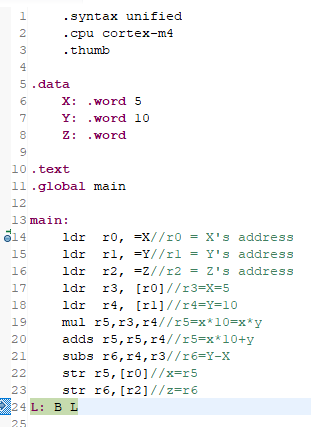 1 .syntax unified
2 .cpu cortex-m4
3 .thumb
4
5 .data
6 X: .word 5
7 Y: .word 10
8 Z: .word
9
10 .text
11 .global main
12
13 main:
14 ldr r0, =X//r0 = X's address
15 ldr r1, =Y//r1 = Y's address
16 ldr r2, =Z//r2 = Z's address
17 ldr r3, [r0]//r3=X=5
18 ldr r4, [r1]//r4=Y=10
19 mul r5,r3,r4//r5=x*10=x*y
20 adds r5,r5,r4//r5=x*10+y
21 subs r6,r4,r3//r6=Y-X
22 str r5,[r0]//x=r5
23 str r6,[r2]//z=r6
24 L: B L
25